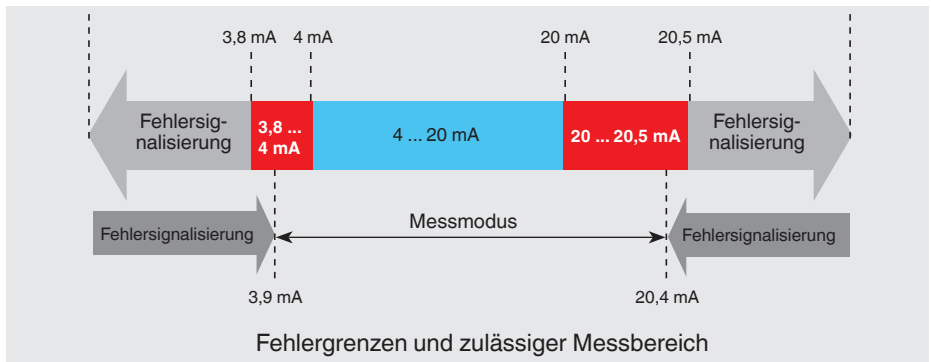 3,8 mA 4 mA 20 mA 20,5 mA
Fehlersig-
nalisierung
3,8 ...
4 mA
4 ... 20 mA
20 ... 20,5 mA
Fehlersig-
nalisierung
Fehlersignalisierung
Messmodus
Fehlersignalisierung
3,9 mA 20,4 mA
Fehlergrenzen und zulässiger Messbereich